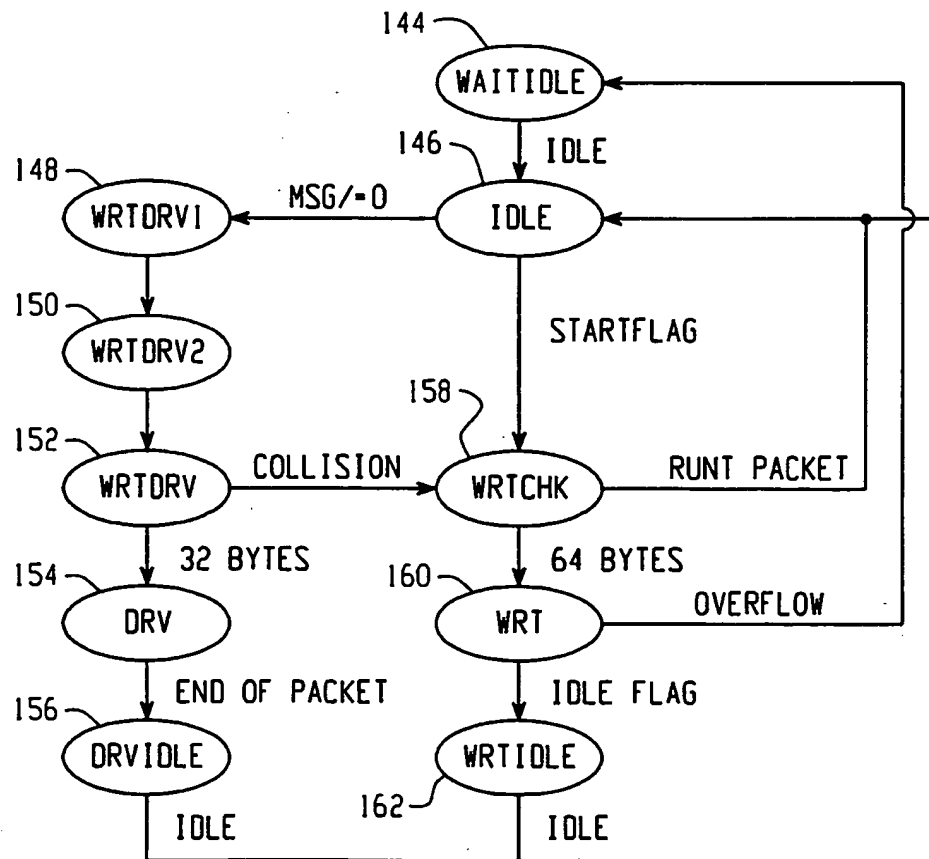 144
WAITIDLE
IDLE
146
148
MSG/=0
WRTDRV1
IDLE
150
STARTFLAG
WRTDRV2
158
152
COLLISION
WRTDRV
WRTCHK
RUNT PACKET
32 BYTES
64 BYTES
154
160
OVERFLOW
DRV
WRT
END OF PACKET
IDLE FLAG
156
DRVIDLE
WRTIDLE
162
IDLE
IDLE